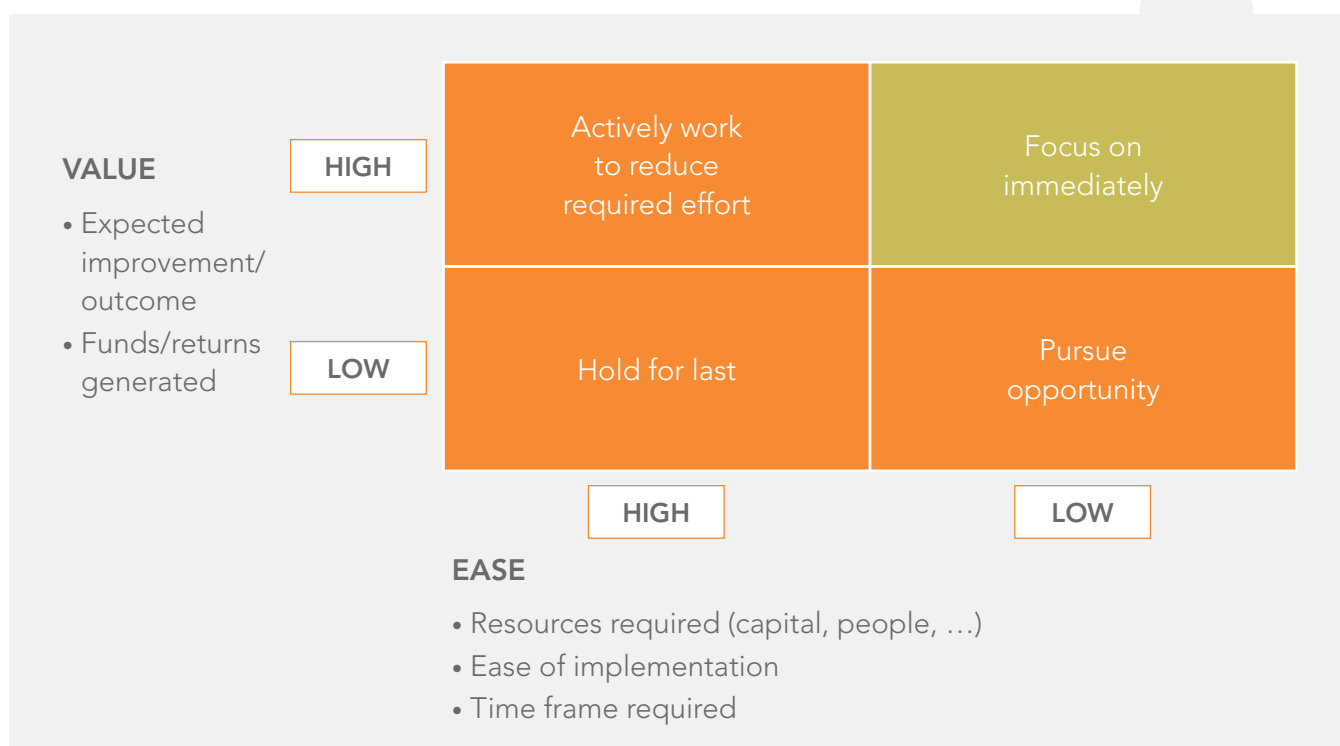 VALUE
• Expected
improvement/
outcome
• Funds/returns
generated
HIGH
LOW
Actively work
to reduce
required effort
Focus on
immediately
Hold for last
Pursue
opportunity
HIGH
LOW
EASE
• Resources required (capital, people, …)
• Ease of implementation
• Time frame required